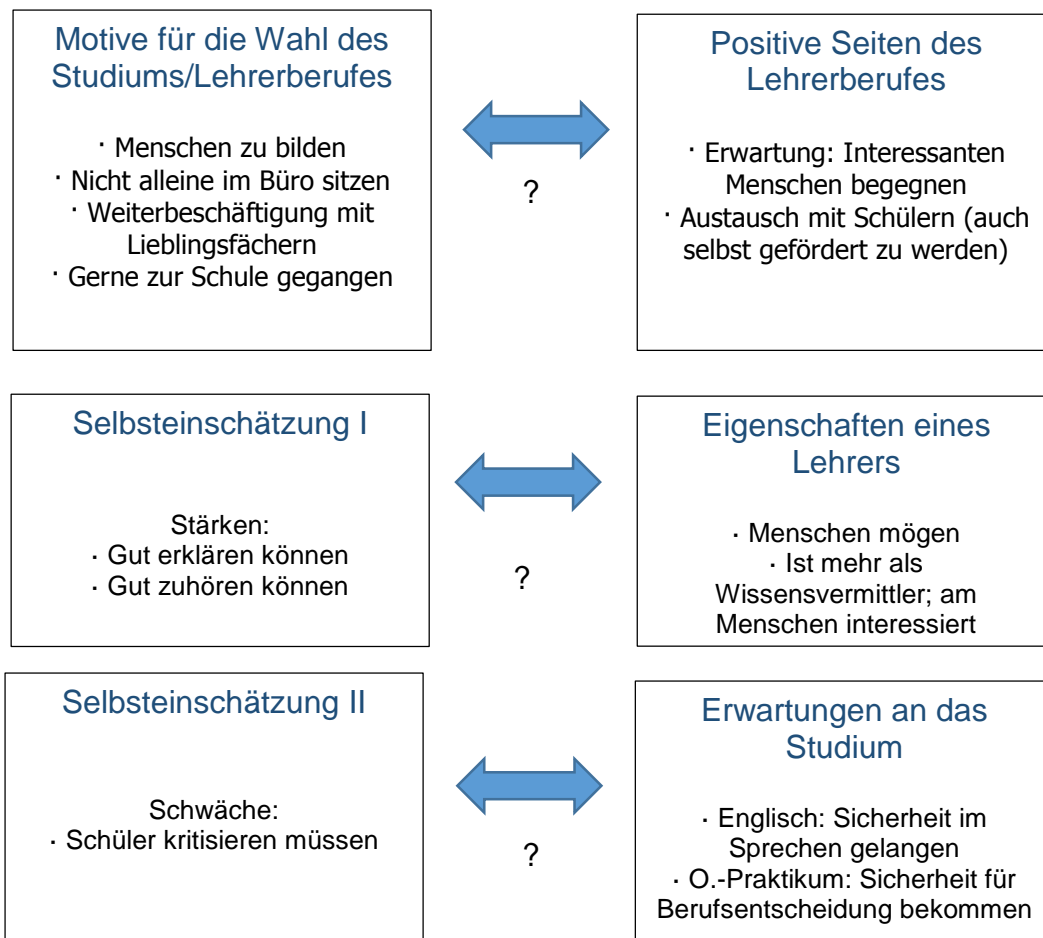 Motive für die Wahl des
Studiums/Lehrerberufes
· Menschen zu bilden
· Nicht alleine im Büro sitzen
· Weiterbeschäftigung mit
Lieblingsfächern
· Gerne zur Schule gegangen
?
Positive Seiten des
Lehrerberufes
· Erwartung: Interessanten
Menschen begegnen
· Austausch mit Schülern (auch
selbst gefördert zu werden)
Selbsteinschätzung I
Stärken:
· Gut erklären können
· Gut zuhören können
?
Eigenschaften eines
Lehrers
· Menschen mögen
· Ist mehr als
Wissensvermittler; am
Menschen interessiert
Selbsteinschätzung II
Schwäche:
· Schüler kritisieren müssen
?
Erwartungen an das
Studium
· Englisch: Sicherheit im
Sprechen gelangen
· O.-Praktikum: Sicherheit für
Berufsentscheidung bekommen